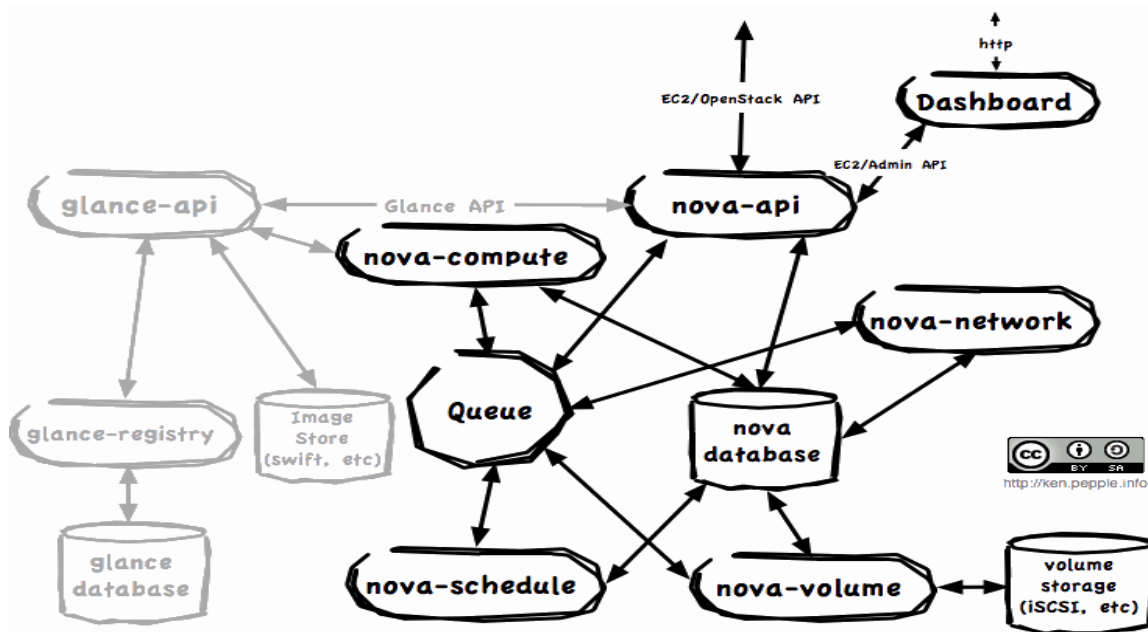 http
Dashboard
EC2/OpenStack API
EC2/Admin API
glance-api
Glance API
nova-api
nova-compute
nova-network
Queue
nova
database
Image
Store
(swift, etc)
glance-registry
cc
BY SA
http://ken.pepple.info
glance
database
nova-schedule
nova-volume
volume
storage
(iSCSI, etc)